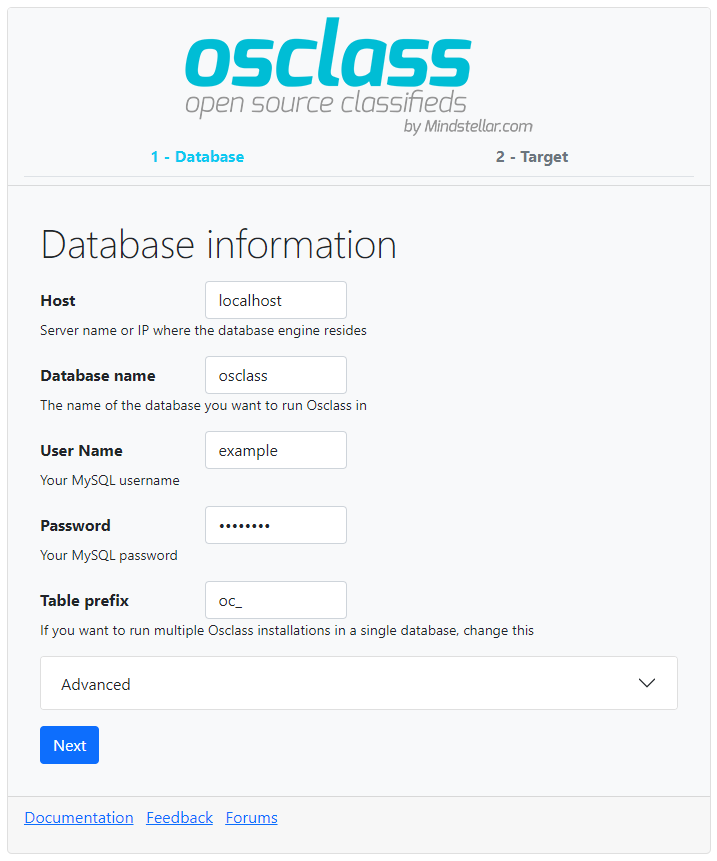 osclass
open source classifieds
by Mindstellar.com
1 - Database 2 - Target
Database information
Host localhost
Server name or IP where the database engine resides
Database name osclass
The name of the database you want to run Osclass in
User Name example
Your MySQL username
Password ••••••••
Your MySQL password
Table prefix oc_
If you want to run multiple Osclass installations in a single database, change this
Advanced
Next
Documentation Feedback Forums